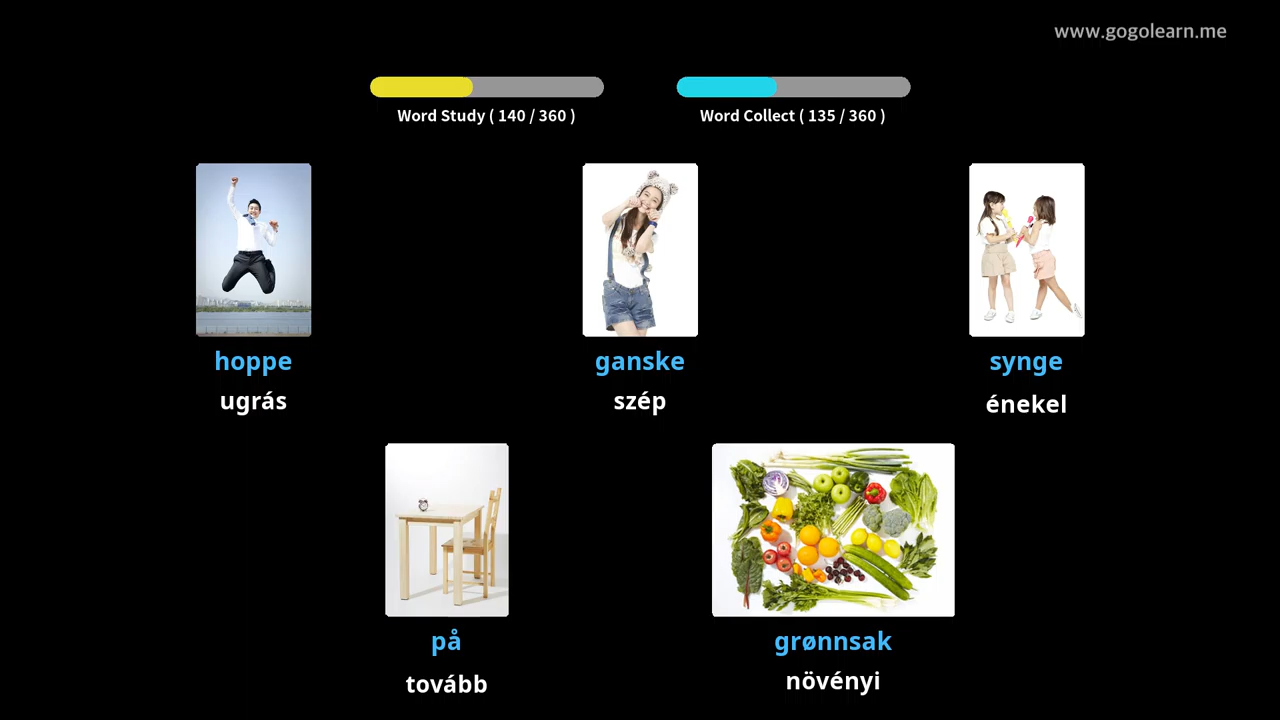 www.gogolearn.me
Word Study ( 140 / 360 )
Word Collect ( 135 / 360 )
hoppe
ugrás
ganske
szép
synge
énekel
på
tovább
grønnsak
növényi